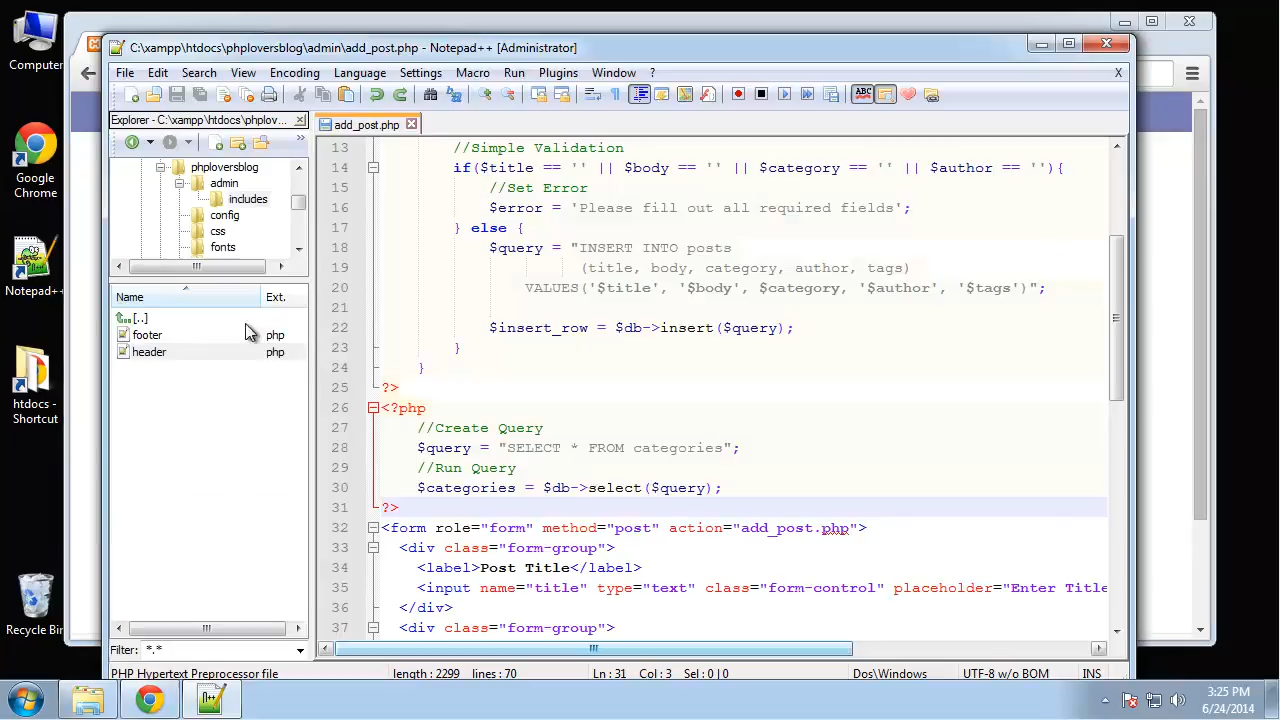 Computer
Google
Chrome
Notepad++
htdocs -
Shortcut
Recycle Bin
C:\xampp\htdocs\phploversblog\admin\add_post.php - Notepad++ [Administrator]
File Edit Search View Encoding Language Settings Macro Run Plugins Window ? X
ABC
Explorer - C:\xampp\htdocs\phplov...
add_post.php
phploversblog
admin
includes
config
css
fonts
Name Ext.
[..]
footer php
header php
Filter: *.*
13 //Simple Validation
14 if($title == '' || $body == '' || $category == '' || $author == ''){
15 //Set Error
16 $error = 'Please fill out all required fields';
17 } else {
18 $query = "INSERT INTO posts
19 (title, body, category, author, tags)
20 VALUES('$title', '$body', $category, '$author', '$tags')";
21
22 $insert_row = $db->insert($query);
23 }
24 }
25 ?>
26 <?php
27 //Create Query
28 $query = "SELECT * FROM categories";
29 //Run Query
30 $categories = $db->select($query);
31 ?>
32 <form role="form" method="post" action="add_post.php">
33 <div class="form-group">
34 <label>Post Title</label>
35 <input name="title" type="text" class="form-control" placeholder="Enter Title
36 </div>
37 <div class="form-group">
PHP Hypertext Preprocessor file length : 2299 lines : 70 Ln : 31 Col : 3 Sel : 0 | 0 Dos\Windows UTF-8 w/o BOM INS
3:25 PM
6/24/2014